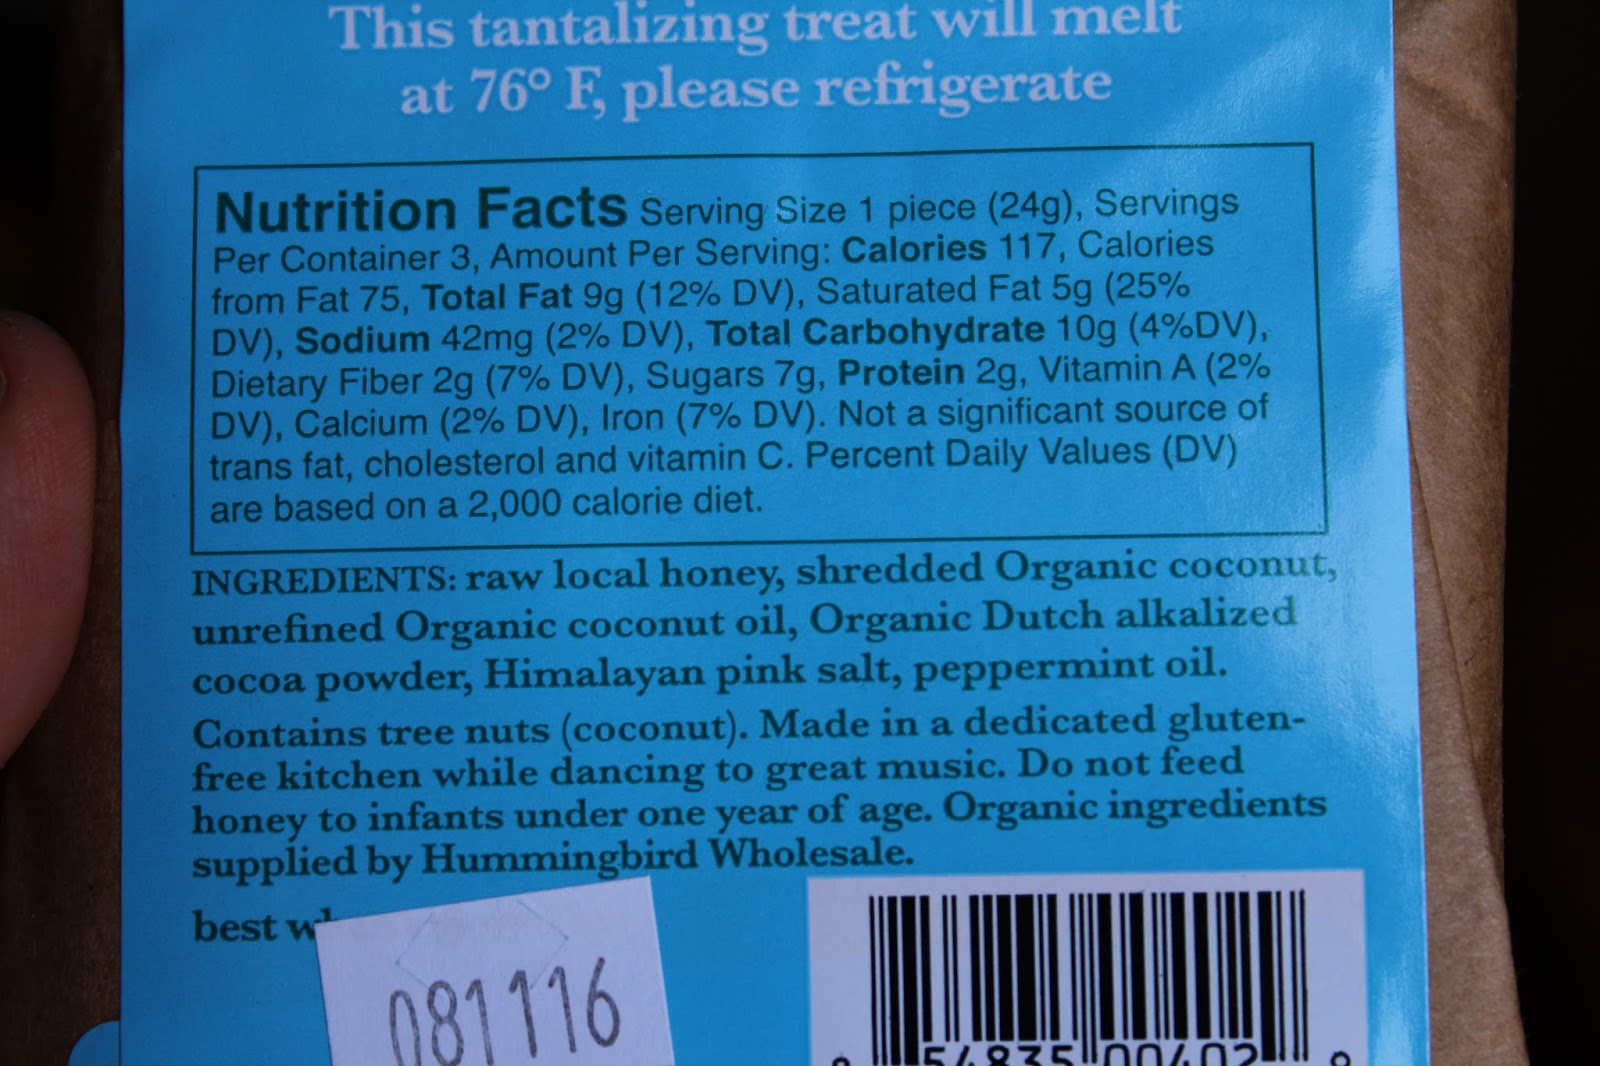 This tantalizing treat will melt
at 76° F, please refrigerate
Nutrition Facts Serving Size 1 piece (24g), Servings
Per Container 3, Amount Per Serving: Calories 117, Calories
from Fat 75, Total Fat 9g (12% DV), Saturated Fat 5g (25%
DV), Sodium 42mg (2% DV), Total Carbohydrate 10g (4%DV),
Dietary Fiber 2g (7% DV), Sugars 7g, Protein 2g, Vitamin A (2%
DV), Calcium (2% DV), Iron (7% DV). Not a significant source of
trans fat, cholesterol and vitamin C. Percent Daily Values (DV)
are based on a 2,000 calorie diet.
INGREDIENTS: raw local honey, shredded Organic coconut,
unrefined Organic coconut oil, Organic Dutch alkalized
cocoa powder, Himalayan pink salt, peppermint oil.
Contains tree nuts (coconut). Made in a dedicated gluten-
free kitchen while dancing to great music. Do not feed
honey to infants under one year of age. Organic ingredients
supplied by Hummingbird Wholesale.
best
081116
54835 00402